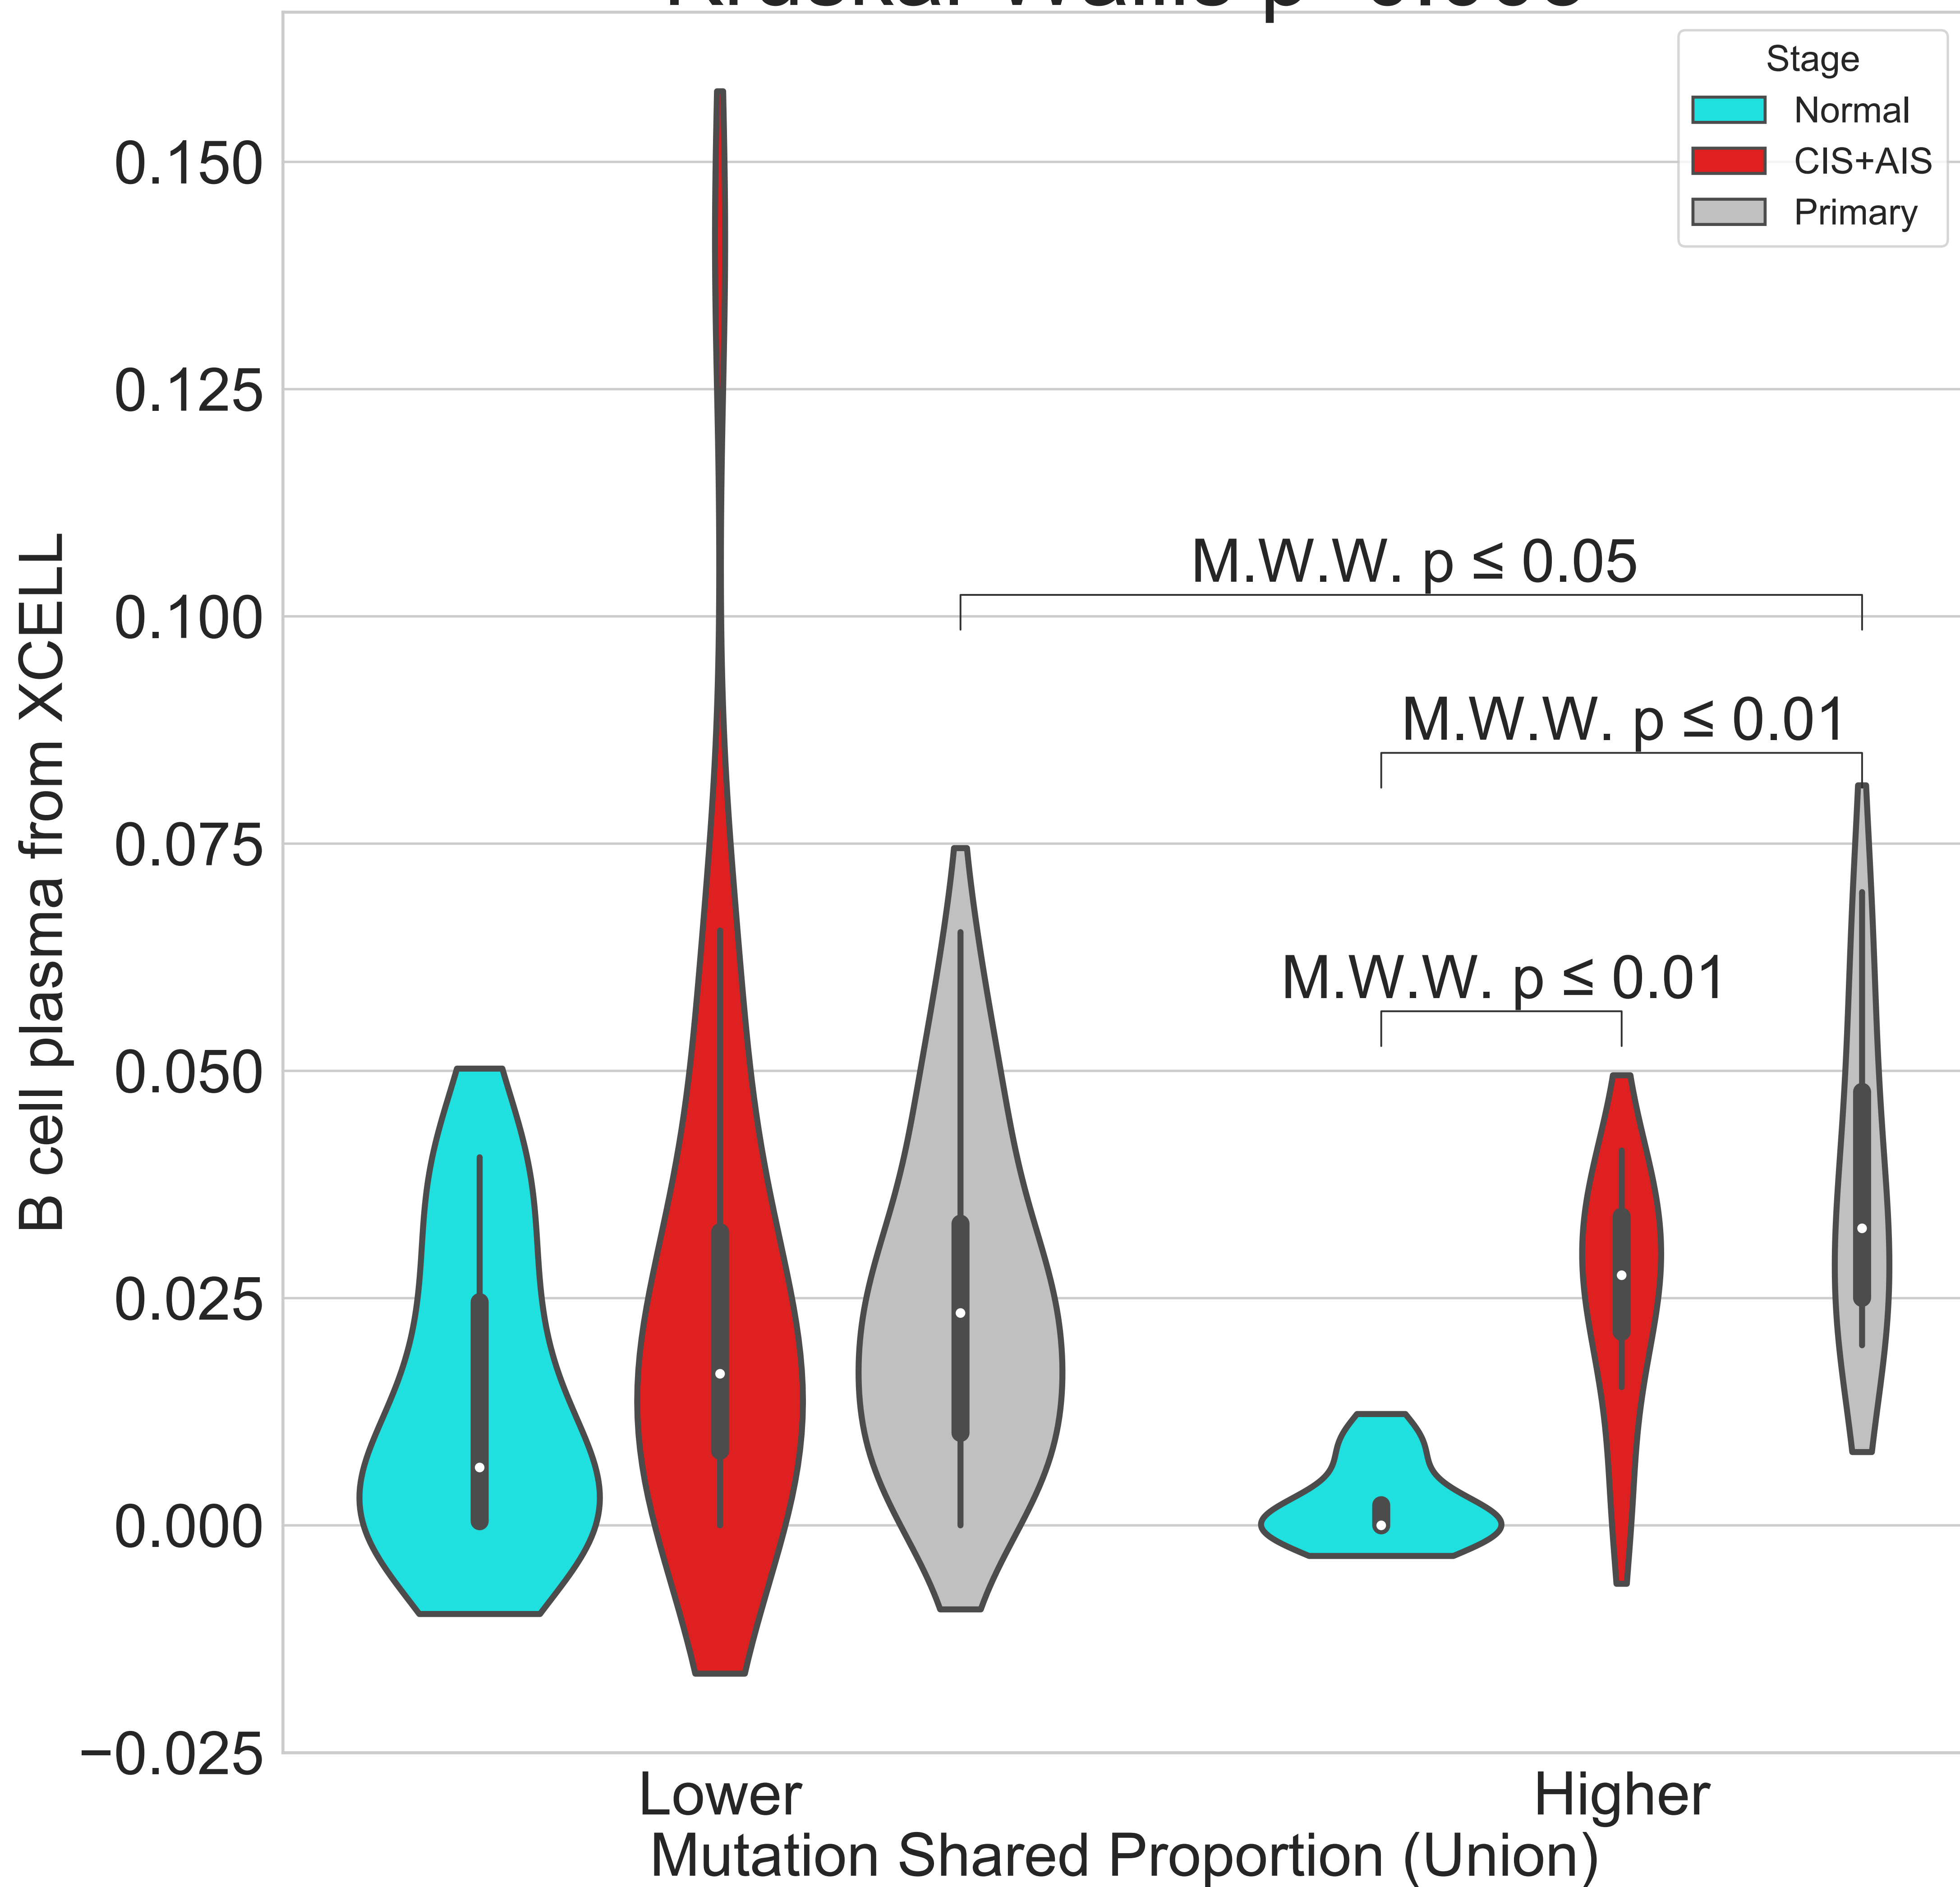 Stage
Normal
CIS+AIS
Primary
0.150
0.125
0.100
0.075
0.050
0.025
0.000
−0.025
B cell plasma from XCELL
M.W.W. p ≤ 0.05
M.W.W. p ≤ 0.01
M.W.W. p ≤ 0.01
Lower
Higher
Mutation Shared Proportion (Union)